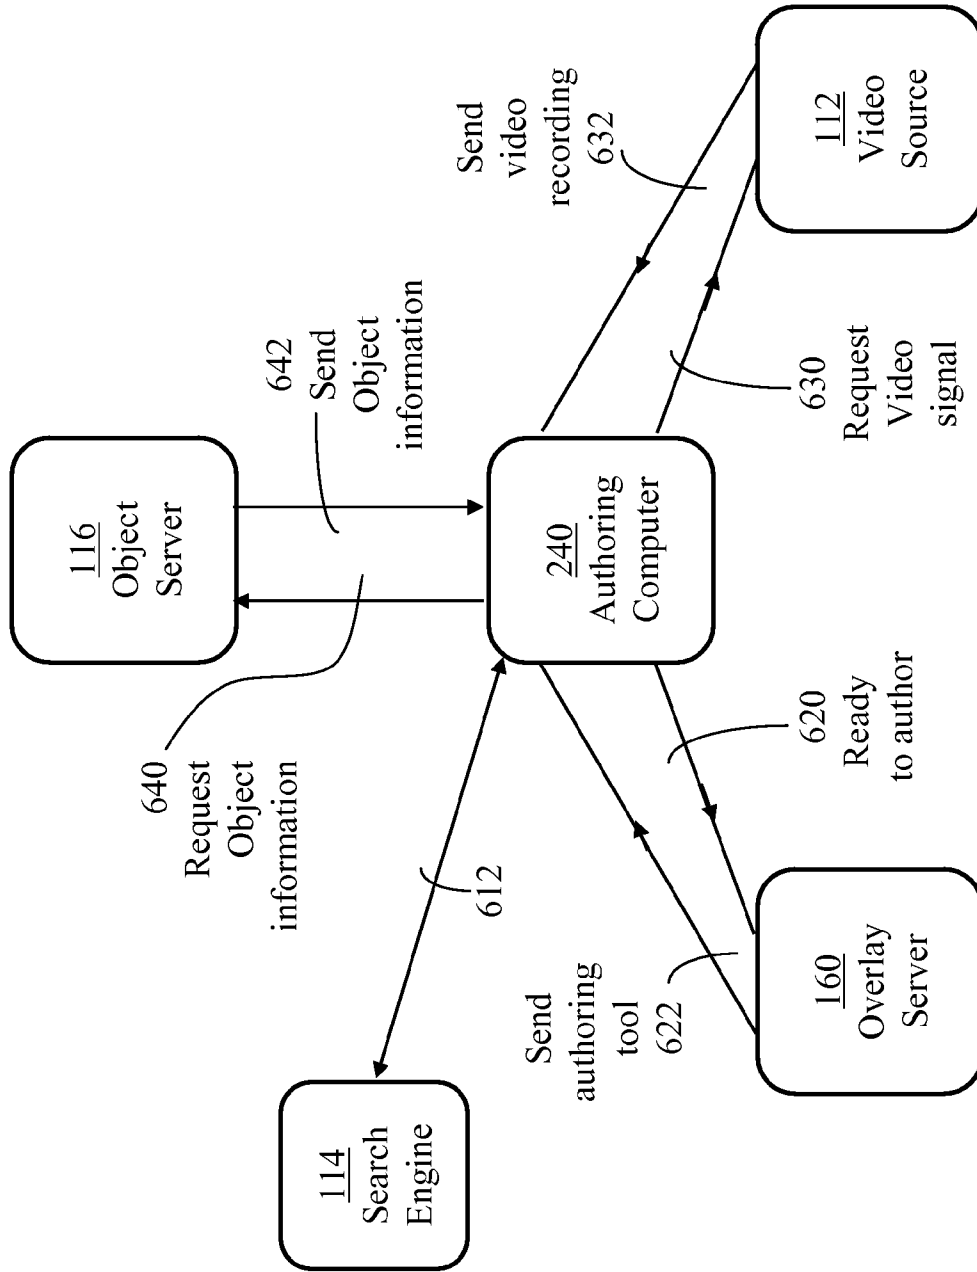 116
Object
Server
642
Send
Object
information
640
Request
Object
information
Send
video
recording
632
114
Search
Engine
612
240
Authoring
Computer
Send
authoring
tool
622
620
Ready
to author
630
Request
Video
signal
160
Overlay
Server
112
Video
Source